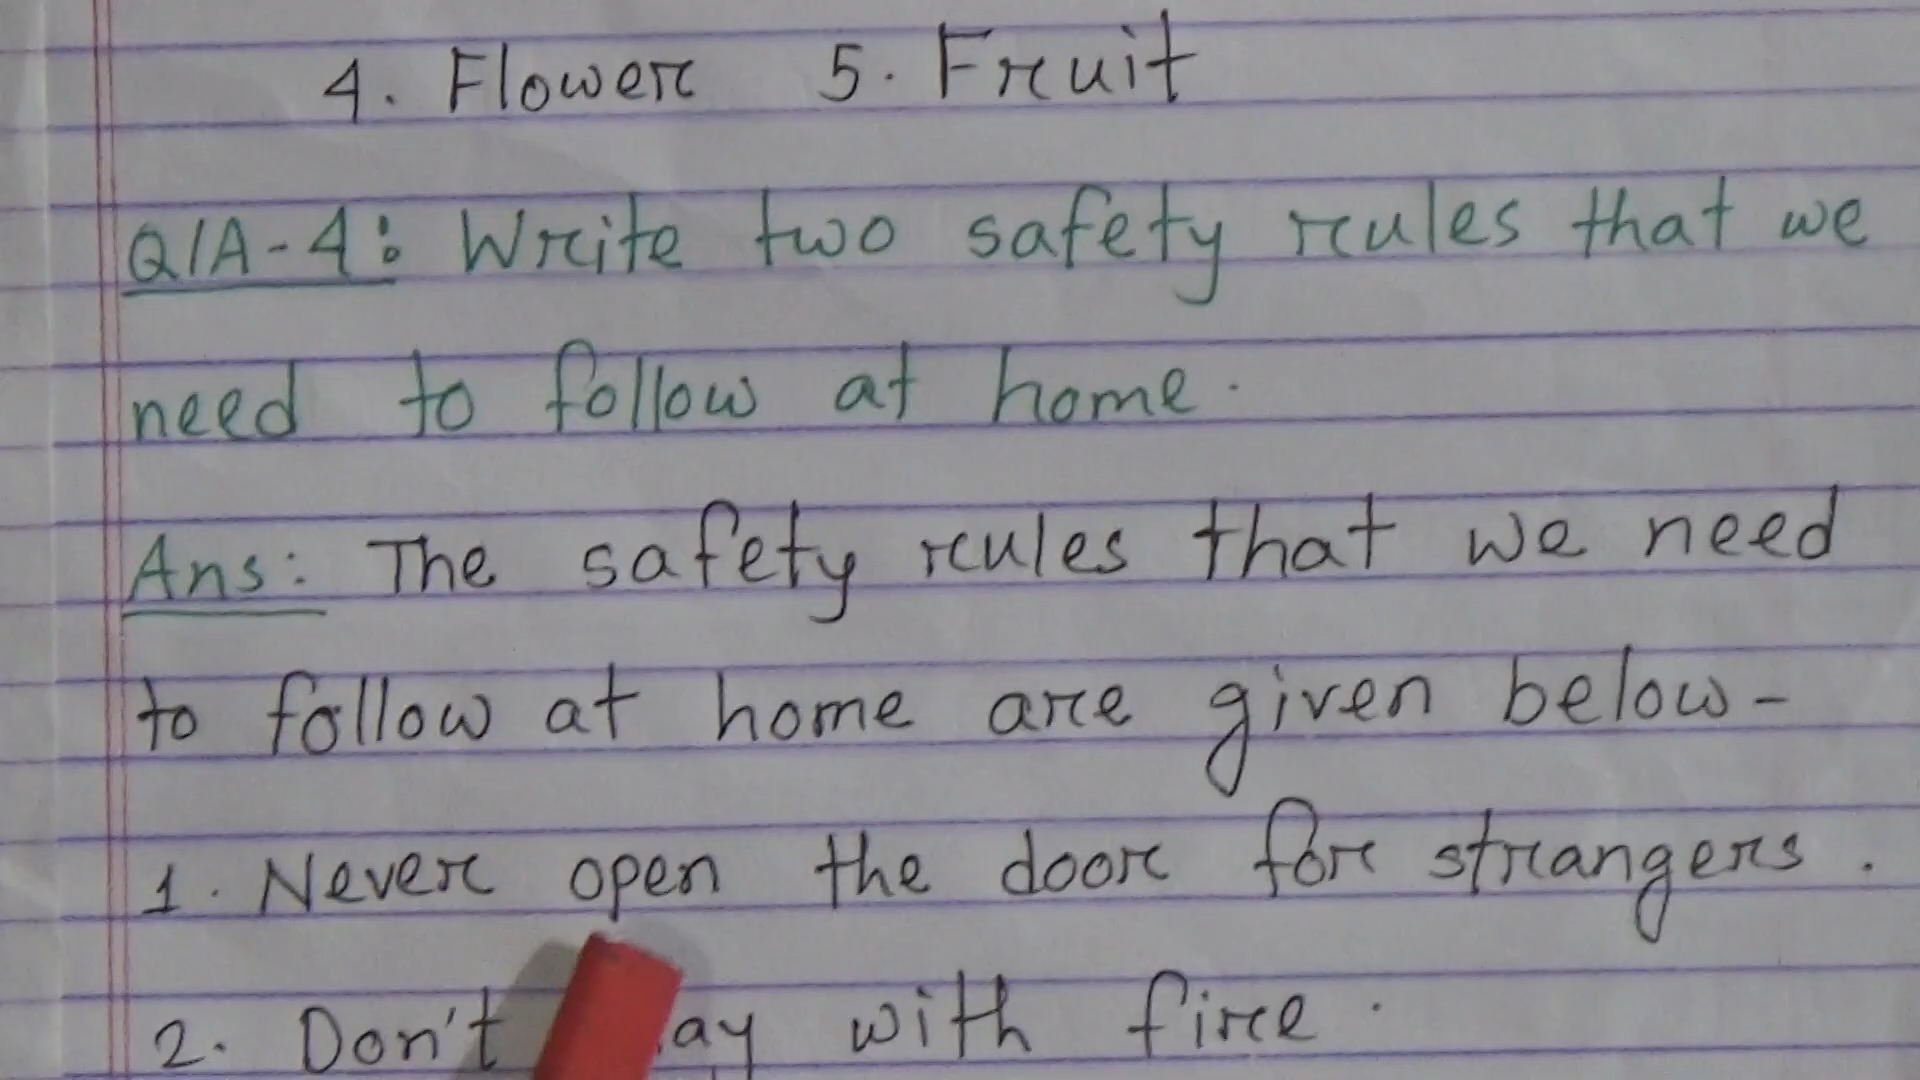 4. Flower 5. Fruit
Q/A-4: Write two safety rules that we
need to follow at home.
Ans: The safety rules that we need
to follow at home are given below-
1. Never open the door for strangers.
2. Don't with fire.